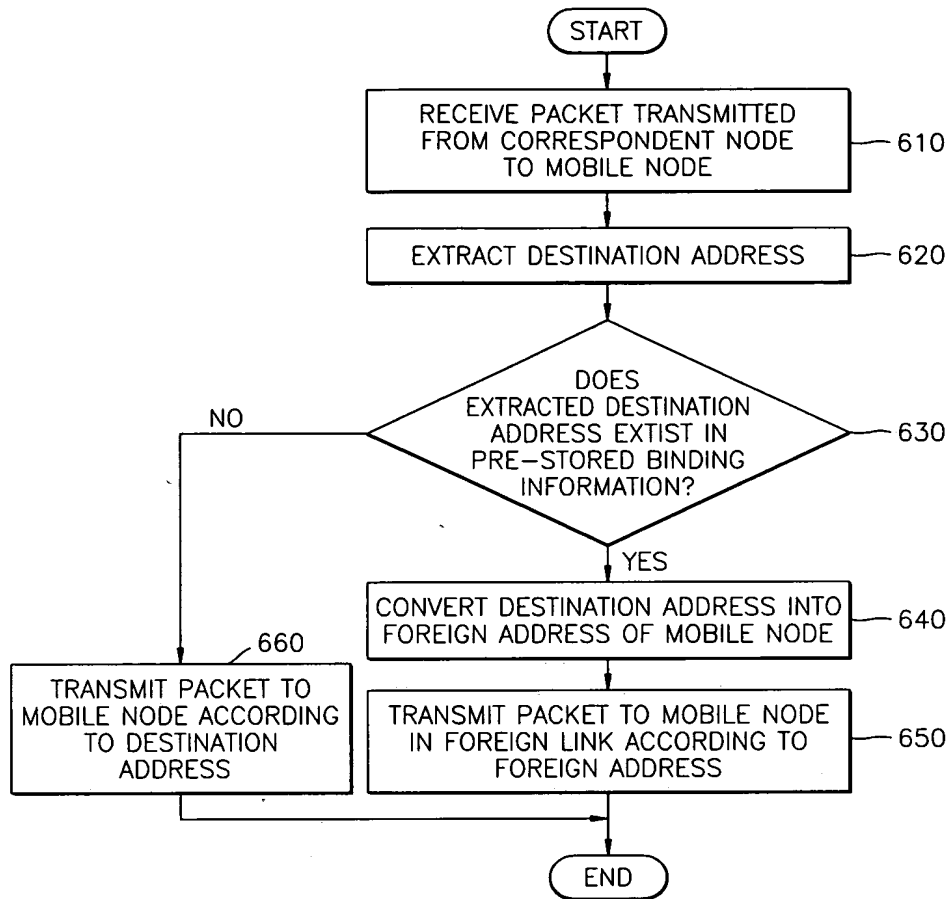 START
RECEIVE PACKET TRANSMITTED
FROM CORRESPONDENT NODE
TO MOBILE NODE
610
EXTRACT DESTINATION ADDRESS
620
DOES
EXTRACTED DESTINATION
ADDRESS EXTIST IN
PRE-STORED BINDING
INFORMATION?
630
NO
YES
CONVERT DESTINATION ADDRESS INTO
FOREIGN ADDRESS OF MOBILE NODE
640
660
TRANSMIT PACKET TO
MOBILE NODE ACCORDING
TO DESTINATION
ADDRESS
TRANSMIT PACKET TO MOBILE NODE
IN FOREIGN LINK ACCORDING TO
FOREIGN ADDRESS
650
END